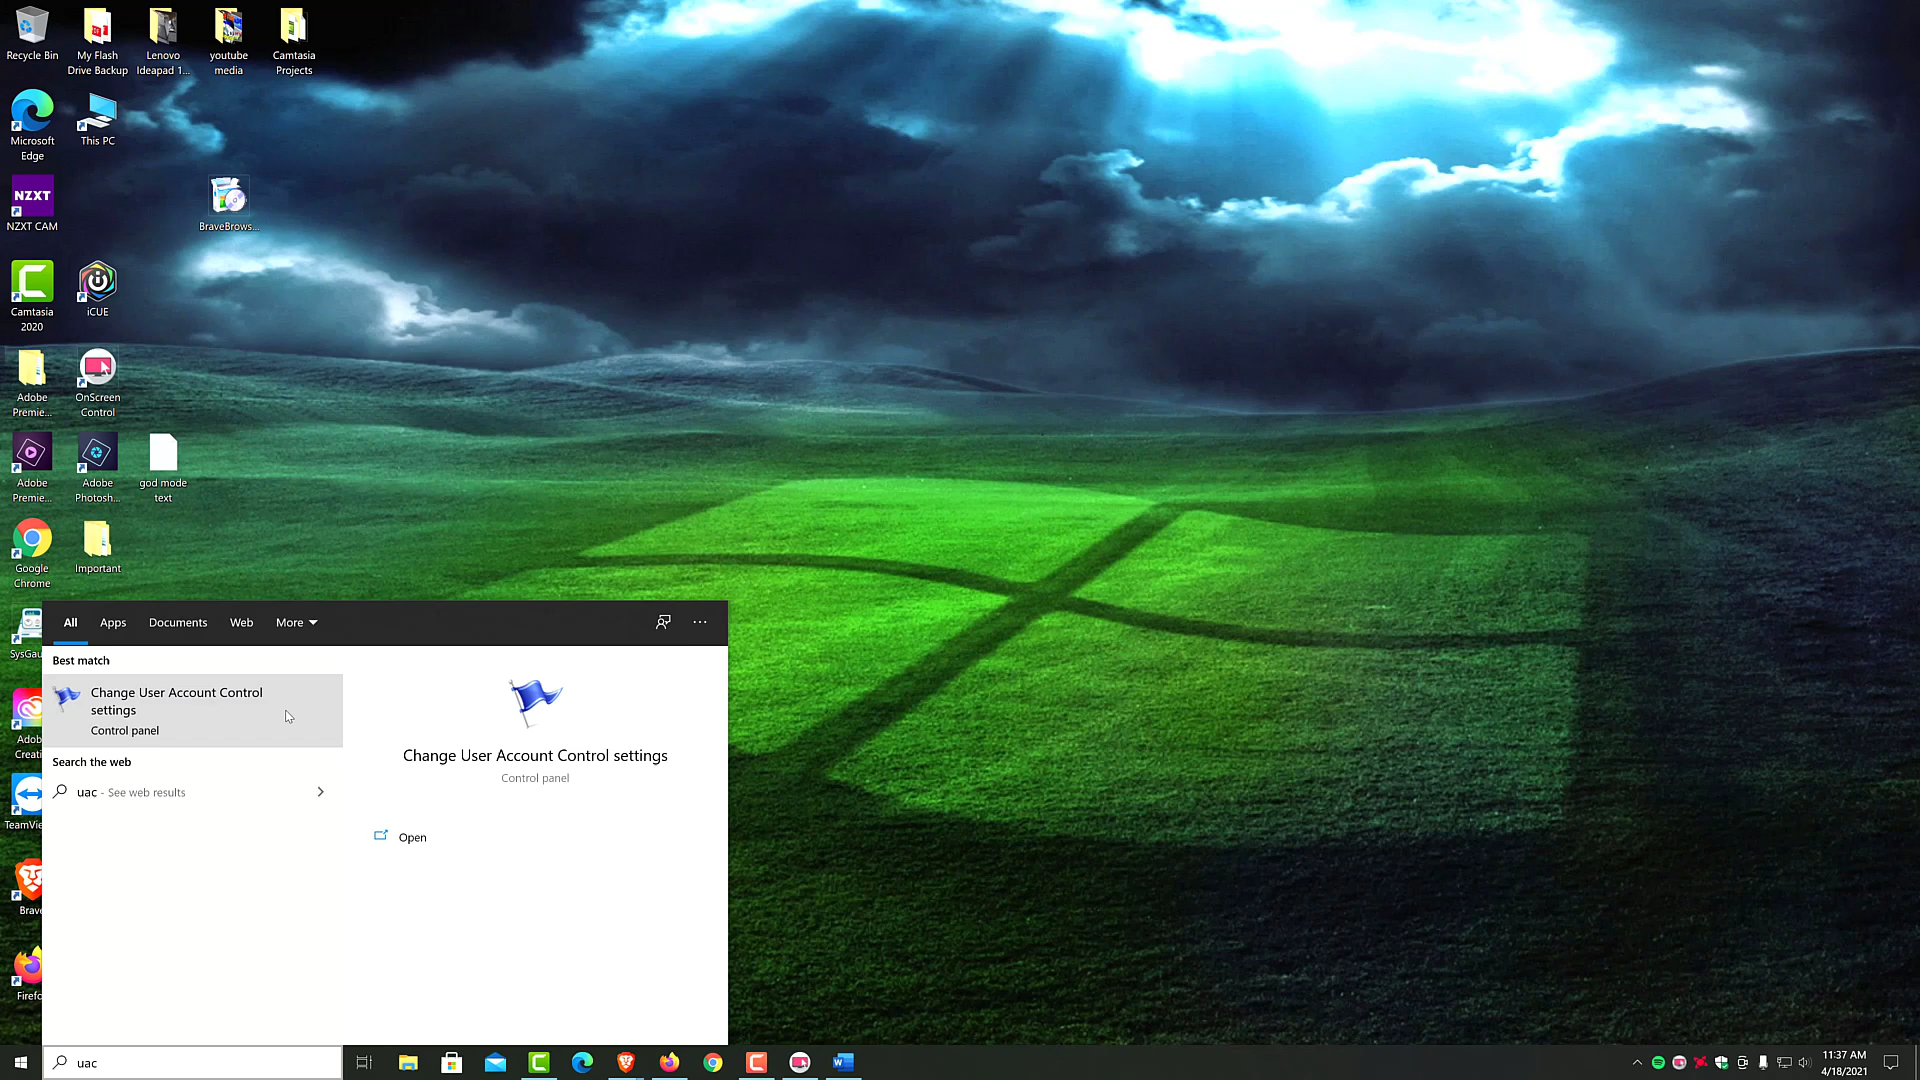 Recycle Bin
My Flash
Drive Backup
Lenovo
Ideapad 1...
youtube
media
Camtasia
Projects
Microsoft
Edge
This PC
NZXT
NZXT CAM
BraveBrows...
Camtasia
2020
iCUE
Adobe
Premie...
OnScreen
Control
Adobe
Premie...
Adobe
Photosh...
god mode
text
Google
Chrome
Important
SysGau
Adob
Creati
TeamVie
Brave
Firefo
All
Apps
Documents
Web
More
Best match
Change User Account Control
settings
Control panel
Search the web
uac - See web results
Change User Account Control settings
Control panel
Open
uac
11:37 AM
4/18/2021